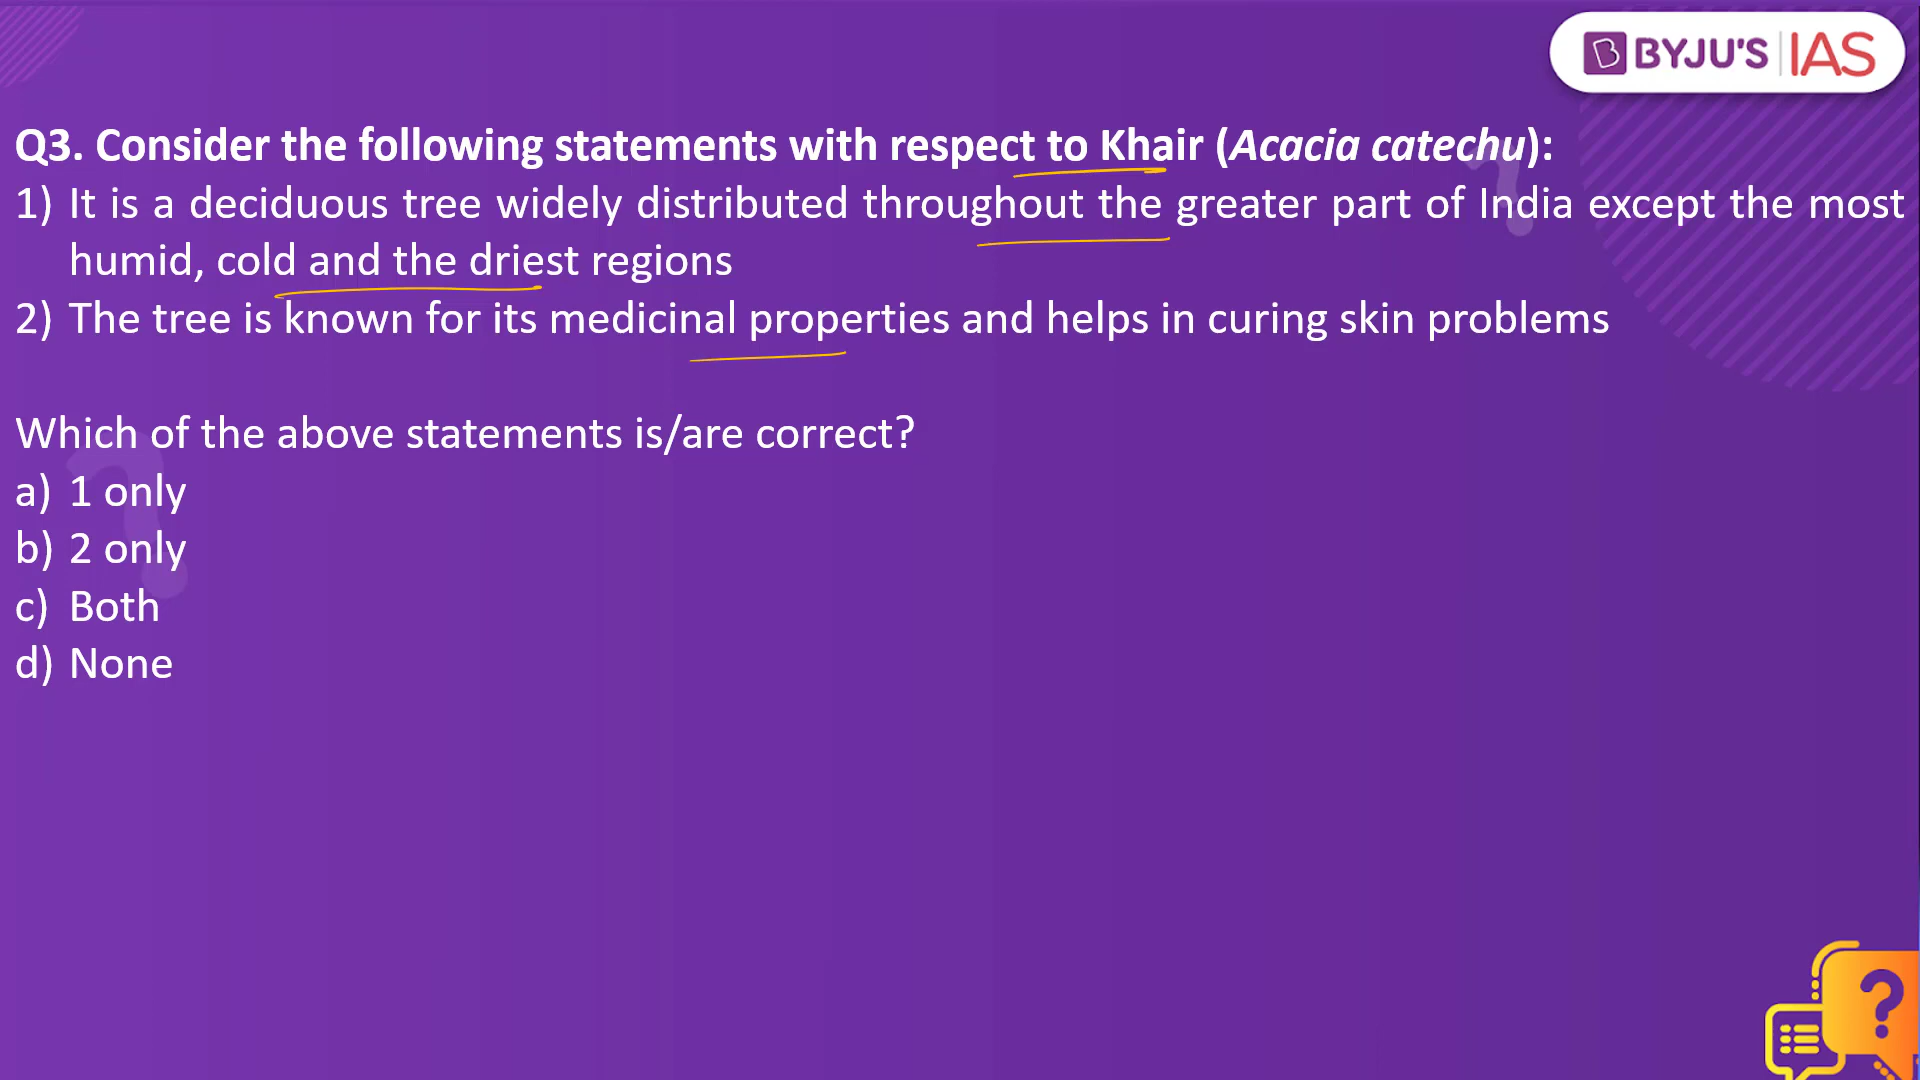 BYJU'S IAS
Q3. Consider the following statements with respect to Khair (Acacia catechu):
1) It is a deciduous tree widely distributed throughout the greater part of India except the most
humid, cold and the driest regions
2) The tree is known for its medicinal properties and helps in curing skin problems
Which of the above statements is/are correct?
a) 1 only
b) 2 only
c) Both
d) None